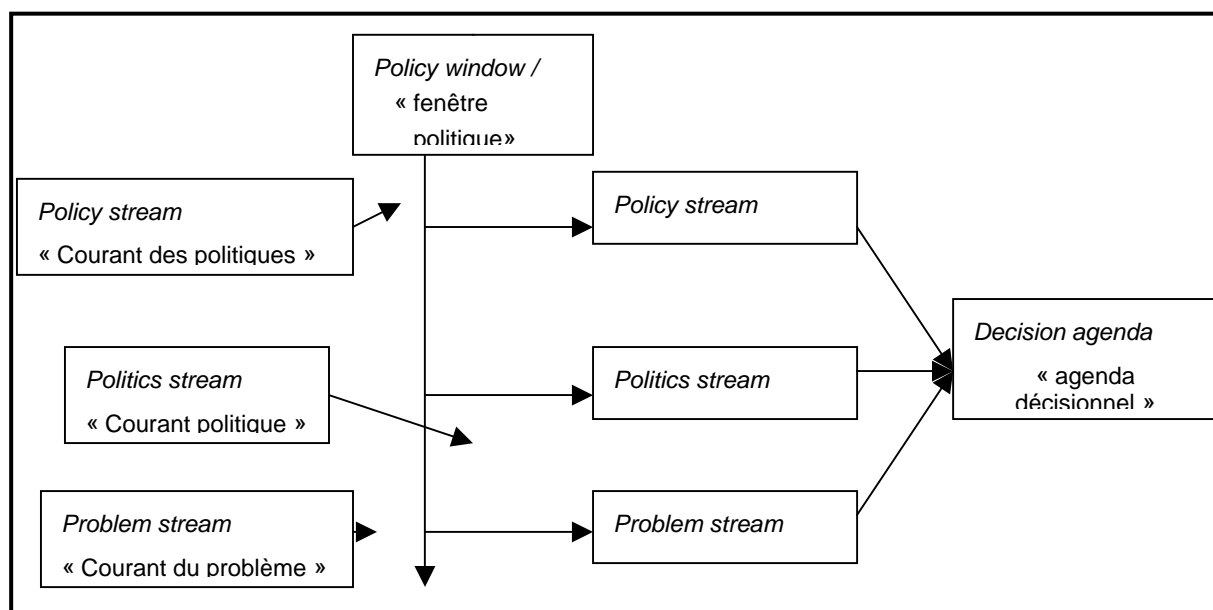 Policy window /
« fenêtre
politique»
Policy stream
« Courant des politiques »
Policy stream
Politics stream
« Courant politique »
Politics stream
Decision agenda
« agenda
décisionnel »
Problem stream
« Courant du problème »
Problem stream